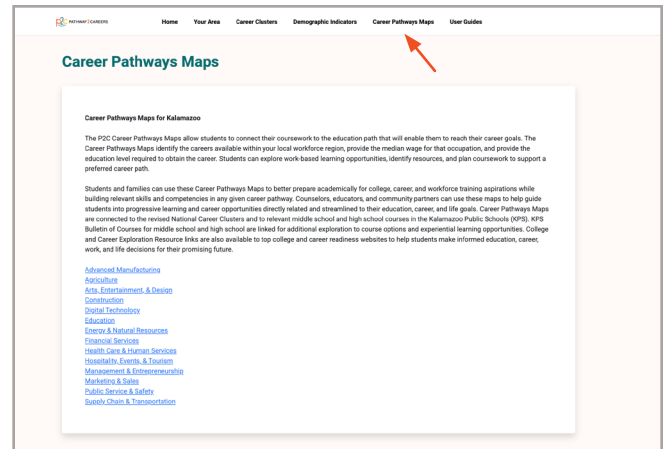 PATHWAY 2 CAREERS
Home Your Area Career Clusters Demographic Indicators Career Pathways Maps User Guides
Career Pathways Maps
Career Pathways Maps for Kalamazoo
The P2C Career Pathways Maps allow students to connect their coursework to the education path that will enable them to reach their career goals. The
Career Pathways Maps identify the careers available within your local workforce region, provide the median wage for that occupation, and provide the
education level required to obtain the career. Students can explore work-based learning opportunities, identify resources, and plan coursework to support a
preferred career path.
Students and families can use these Career Pathways Maps to better prepare academically for college, career, and workforce training aspirations while
building relevant skills and competencies in any given career pathway. Counselors, educators, and community partners can use these maps to help guide
students into progressive learning and career opportunities directly related and streamlined to their education, career, and life goals. Career Pathways Maps
are connected to the revised National Career Clusters and to relevant middle school and high school courses in the Kalamazoo Public Schools (KPS). KPS
Bulletin of Courses for middle school and high school are linked for additional exploration to course options and experiential learning opportunities. College
and Career Exploration Resource links are also available to top college and career readiness websites to help students make informed education, career,
work, and life decisions for their promising future.
Advanced Manufacturing
Agriculture
Arts, Entertainment, & Design
Construction
Digital Technology
Education
Energy & Natural Resources
Financial Services
Health Care & Human Services
Hospitality, Events, & Tourism
Management & Entrepreneurship
Marketing & Sales
Public Service & Safety
Supply Chain & Transportation